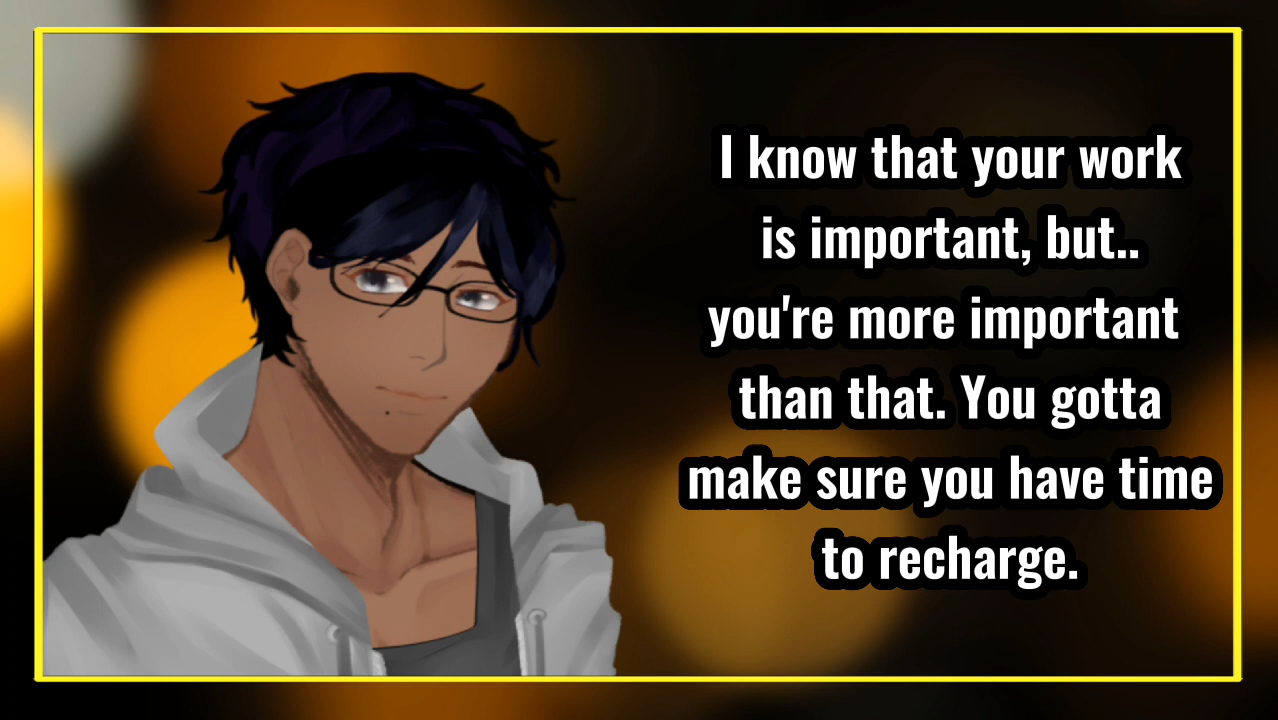 I know that your work
is important, but..
you're more important
than that. You gotta
make sure you have time
to recharge.